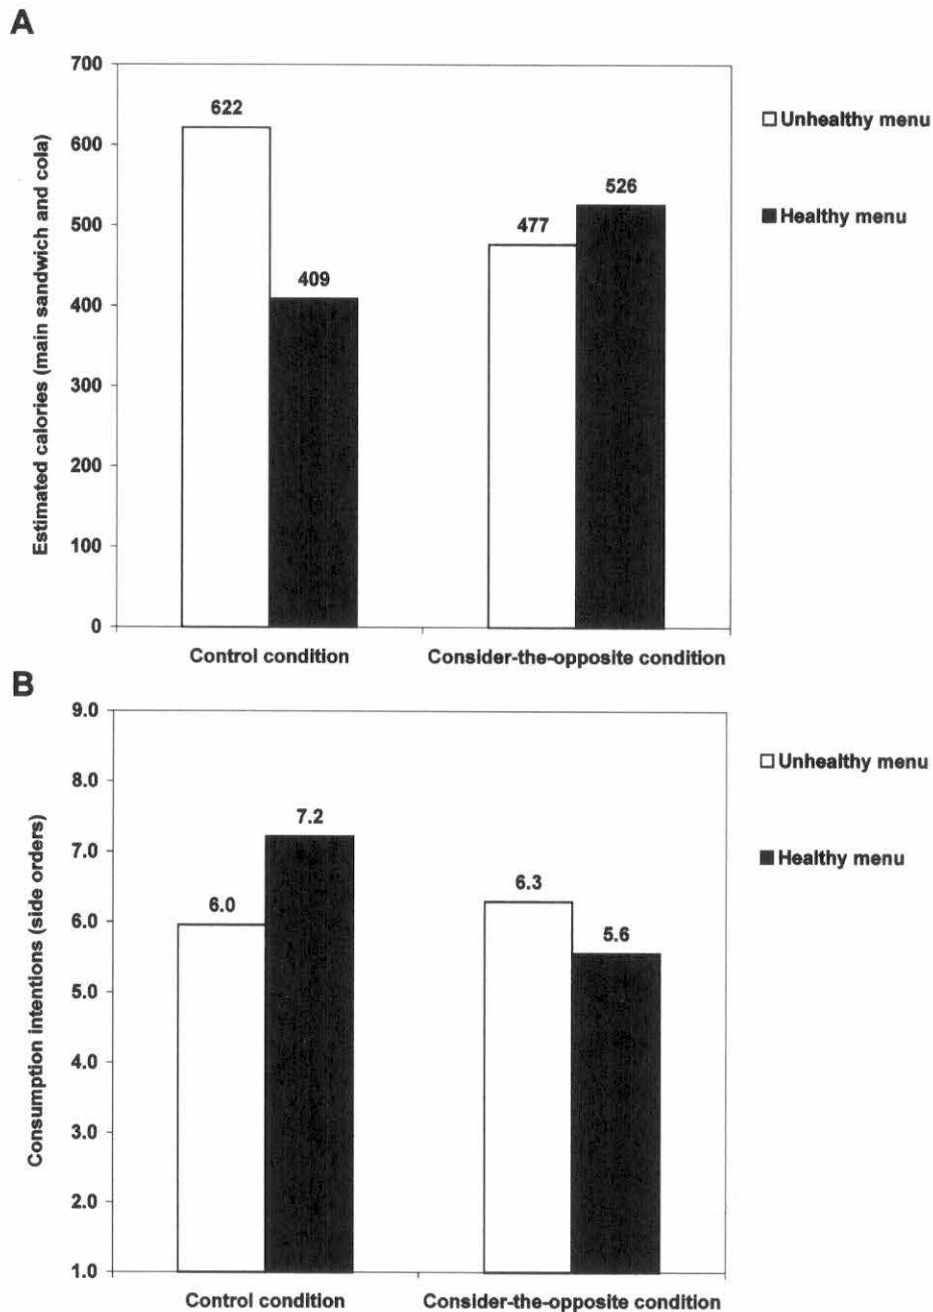 A
700
600
500
400
300
200
100
0
Estimated calories (main sandwich and cola)
622
409
477
526
Control condition
Consider-the-opposite condition
Unhealthy menu
Healthy menu
B
9.0
8.0
7.0
6.0
5.0
4.0
3.0
2.0
1.0
Consumption intentions (side orders)
6.0
7.2
6.3
5.6
Control condition
Consider-the-opposite condition
Unhealthy menu
Healthy menu